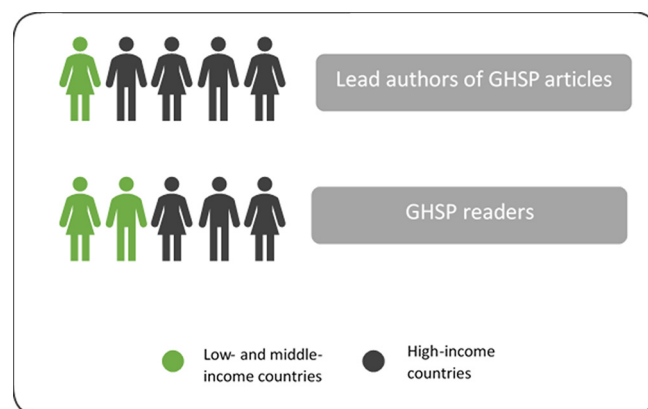 Lead authors of GHSP articles
GHSP readers
Low- and middle-
income countries
High-income
countries